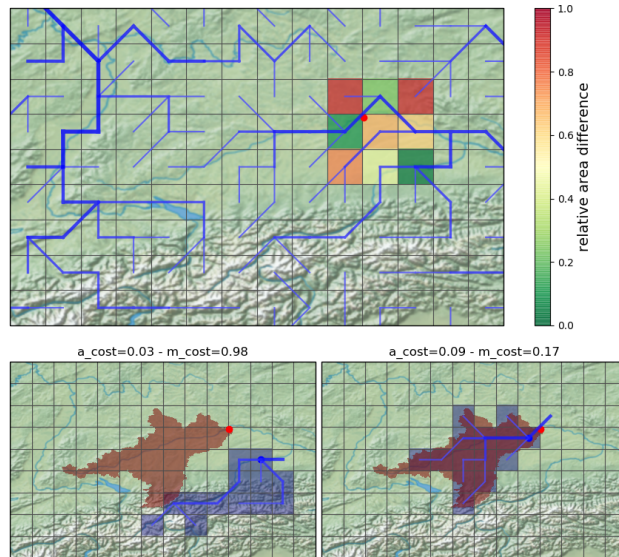 1.0
0.8
0.6
0.4
0.2
0.0
relative area difference
a_cost=0.03 - m_cost=0.98
a_cost=0.09 - m_cost=0.17